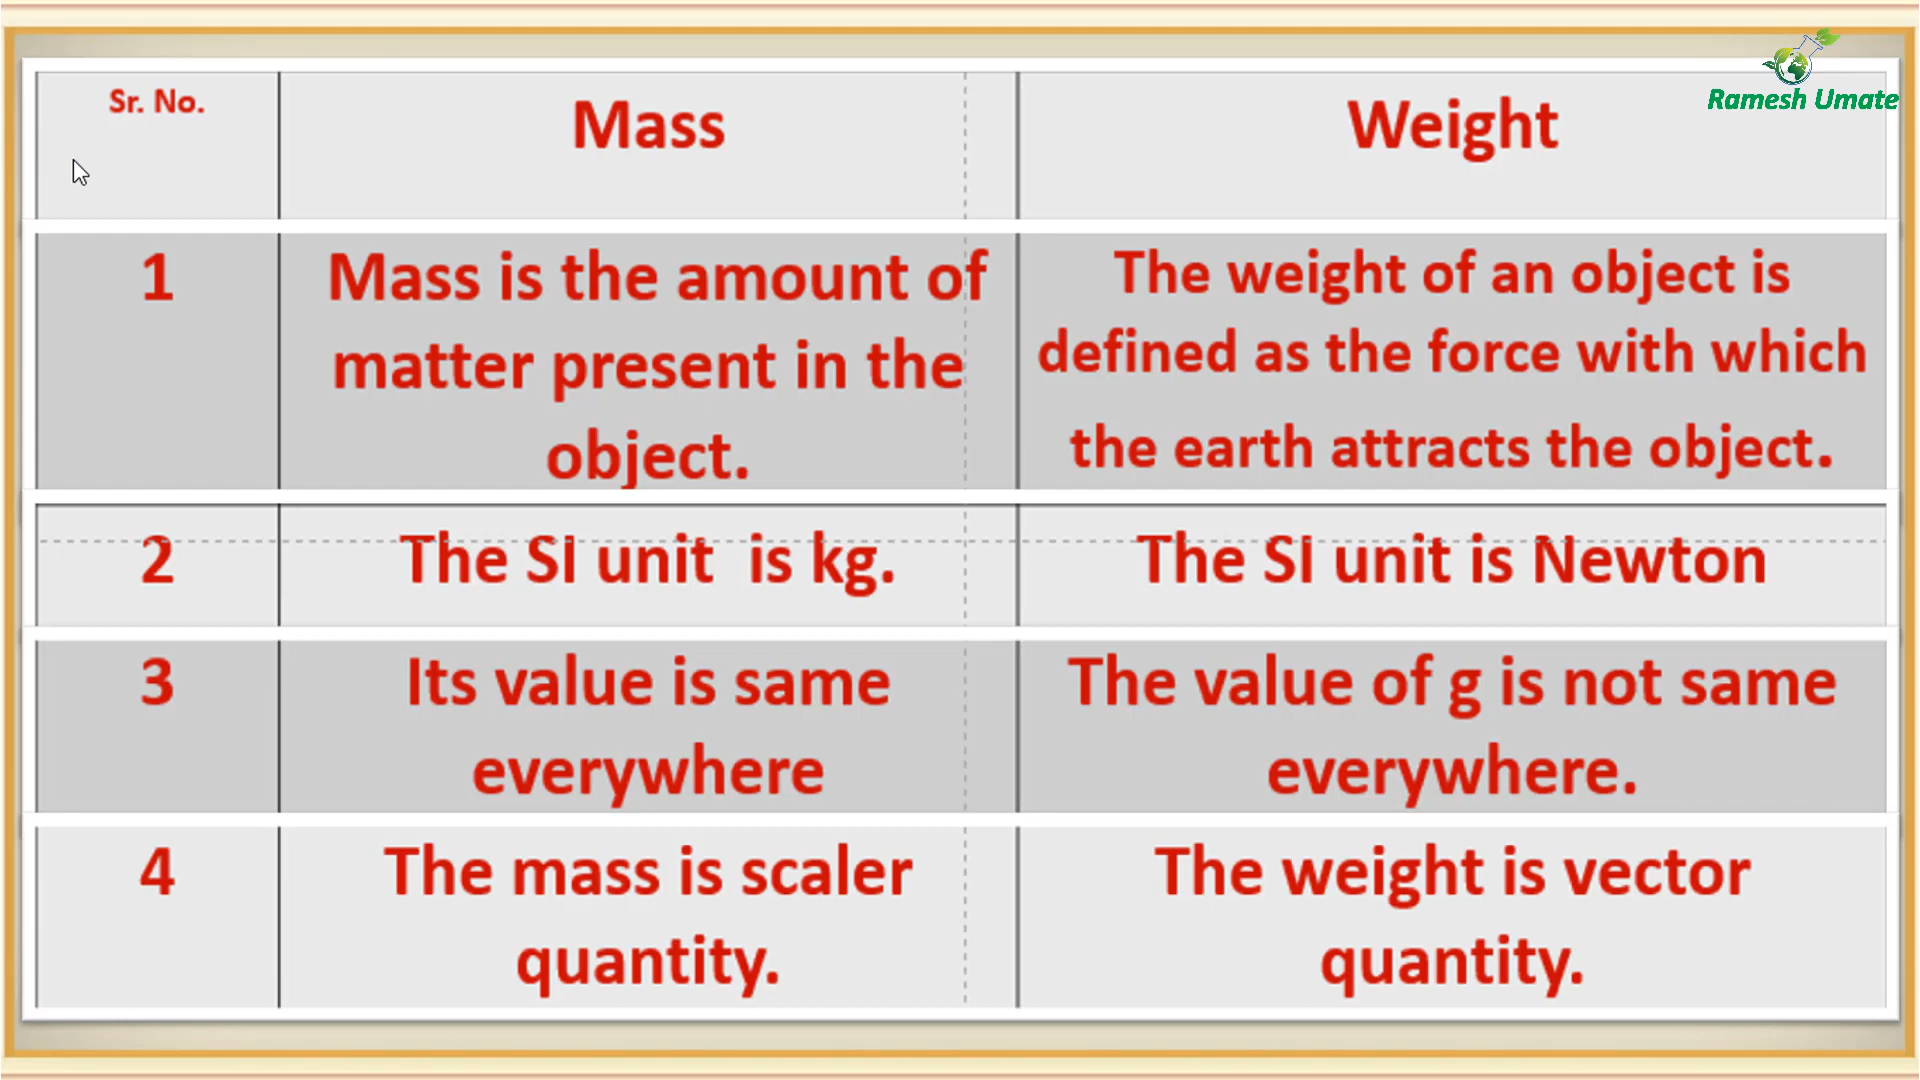 Ramesh Umate
Sr. No.
Mass
Weight
1
Mass is the amount of
matter present in the
object.
The weight of an object is
defined as the force with which
the earth attracts the object.
2
The SI unit is kg.
The SI unit is Newton
3
Its value is same
everywhere
The value of g is not same
everywhere.
4
The mass is scaler
quantity.
The weight is vector
quantity.